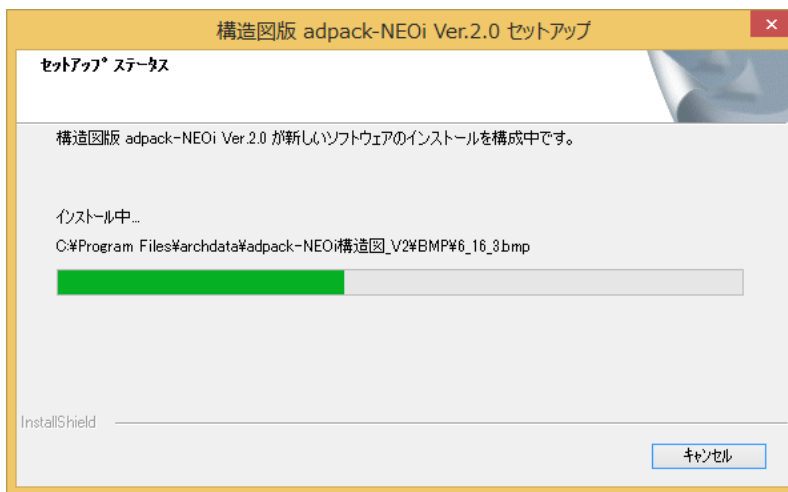 構造図版 adpack-NEOi Ver.2.0 セットアップ
セットアップ ステータス
構造図版 adpack-NEOi Ver.2.0 が新しいソフトウェアのインストールを構成中です。
インストール中...
C:¥Program Files¥archdata¥adpack-NEOi構造図_V2¥BMP¥6_16_3.bmp
InstallShield
キャンセル